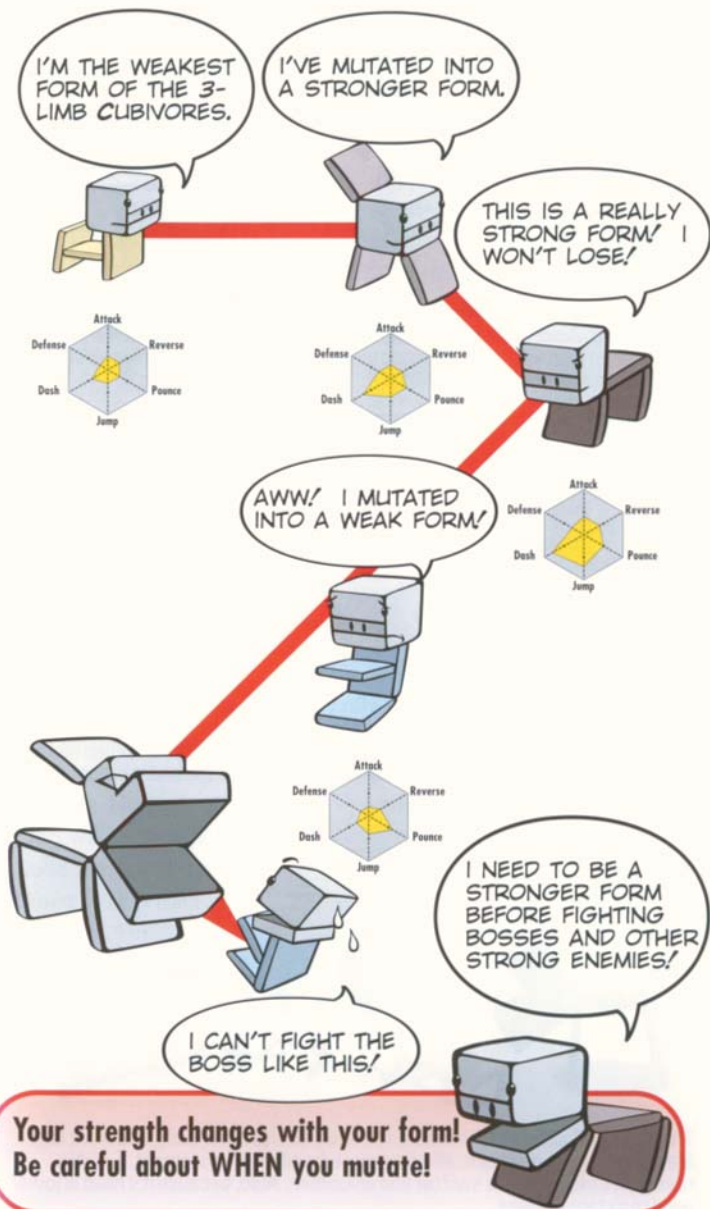 I'M THE WEAKEST
FORM OF THE 3-
LIMB CUBIVORES.
I'VE MUTATED INTO
A STRONGER FORM.
THIS IS A REALLY
STRONG FORM! I
WON'T LOSE!
Attack
Defense
Reverse
Dash
Pounce
Jump
Attack
Defense
Reverse
Dash
Pounce
Jump
AWW! I MUTATED
INTO A WEAK FORM!
Attack
Defense
Reverse
Dash
Pounce
Jump
Attack
Defense
Reverse
Dash
Pounce
Jump
I NEED TO BE A
STRONGER FORM
BEFORE FIGHTING
BOSSES AND OTHER
STRONG ENEMIES!
I CAN'T FIGHT THE
BOSS LIKE THIS!
Your strength changes with your form!
Be careful about WHEN you mutate!